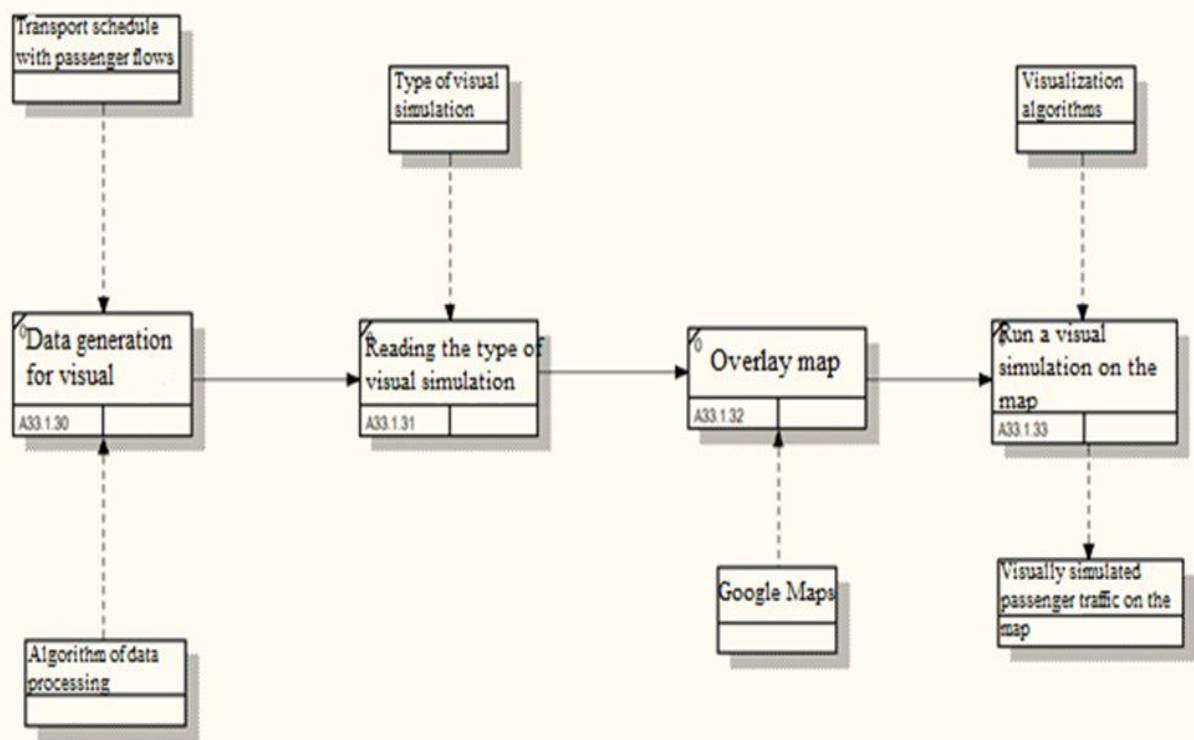 Transport schedule
with passenger flows
Type of visual
simulation
Visualization
algorithms
0
Data generation
for visual
A33.1.30
Reading the type of
visual simulation
A33.1.31
0
Overlay map
A33.1.32
Run a visual
simulation on the
map
A33.1.33
Google Maps
Visually simulated
passenger traffic on the
map
Algorithm of data
processing